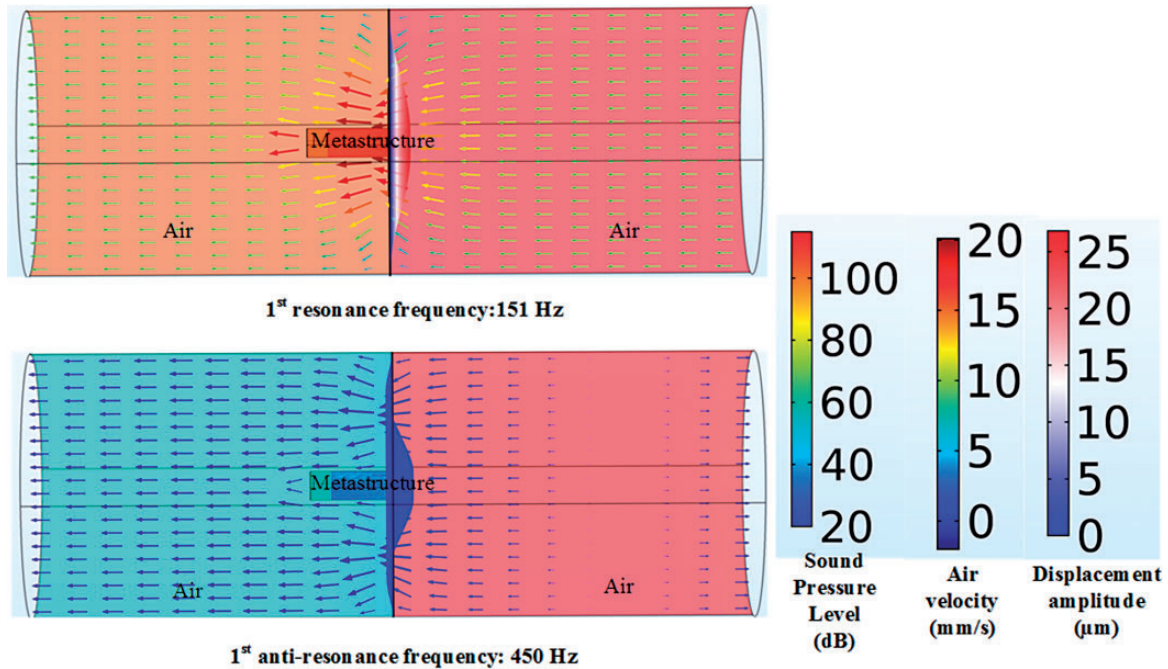 Metastructure
Air
Air
1st resonance frequency:151 Hz
Metastructure
Air
Air
1st anti-resonance frequency: 450 Hz
100
80
60
40
20
Sound
Pressure
Level
(dB)
20
15
10
5
0
Air
velocity
(mm/s)
25
20
15
10
5
0
Displacement
amplitude
(µm)